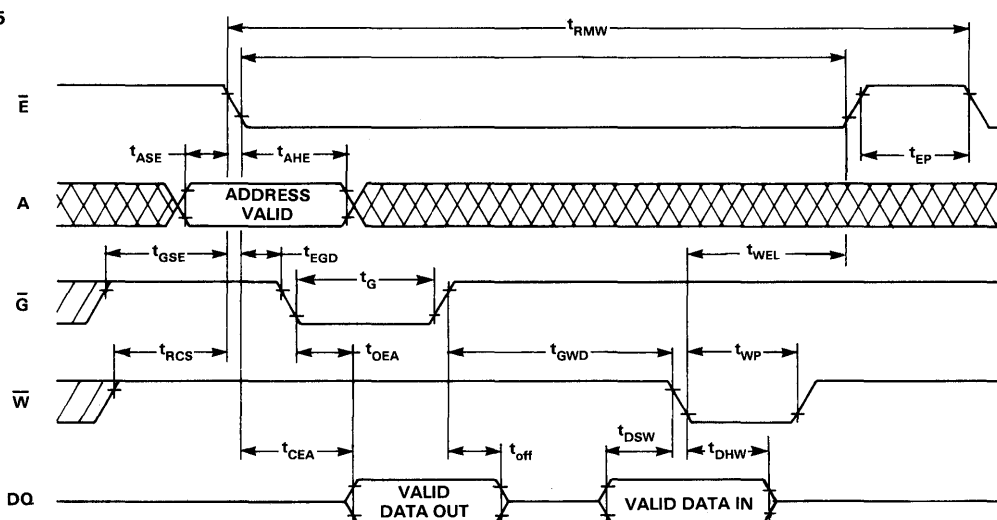 5
tRMW
E̅
tASE
tAHE
tEP
A
ADDRESS
VALID
tGSE
tEGD
tG
tWEL
G̅
tRCS
tOEA
tGWD
tWP
W̅
tCEA
toff
tDSW
tDHW
DQ
VALID
DATA OUT
VALID DATA IN